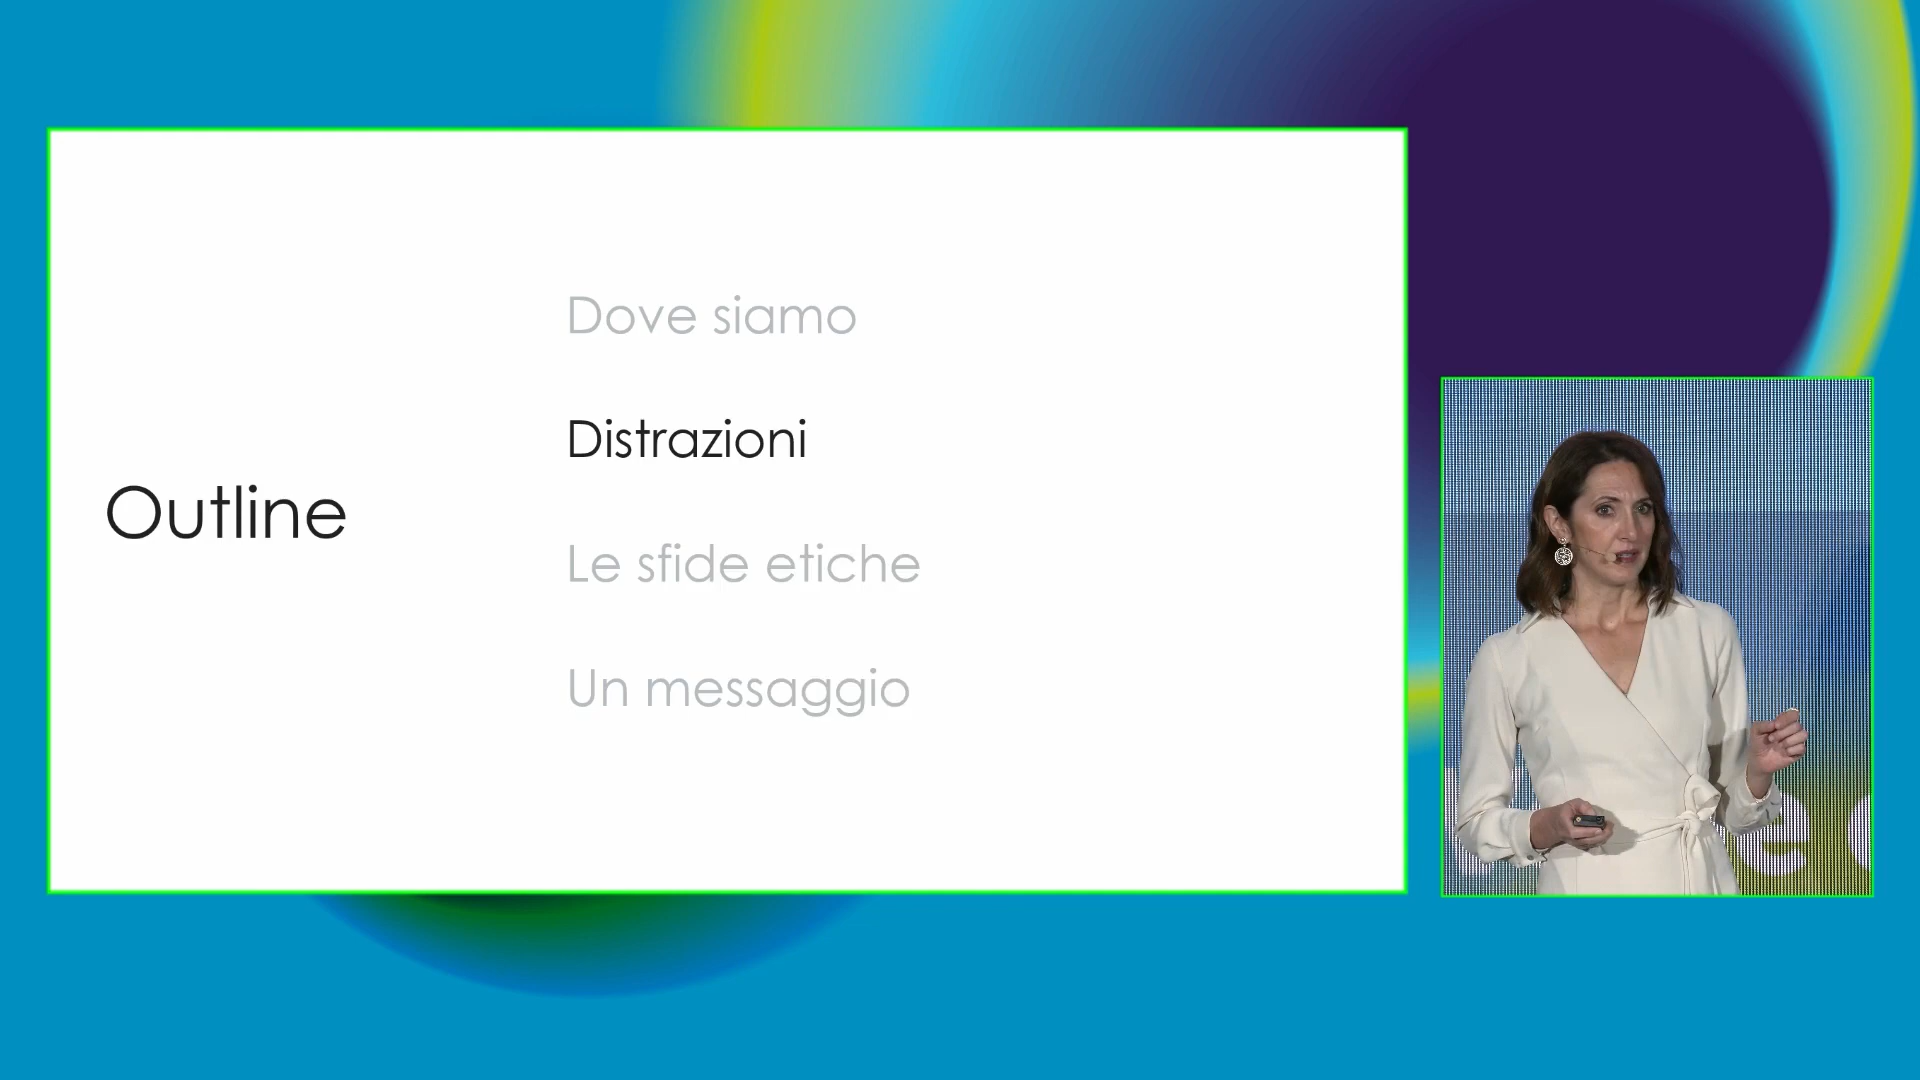 Outline
Dove siamo
Distrazioni
Le sfide etiche
Un messaggio